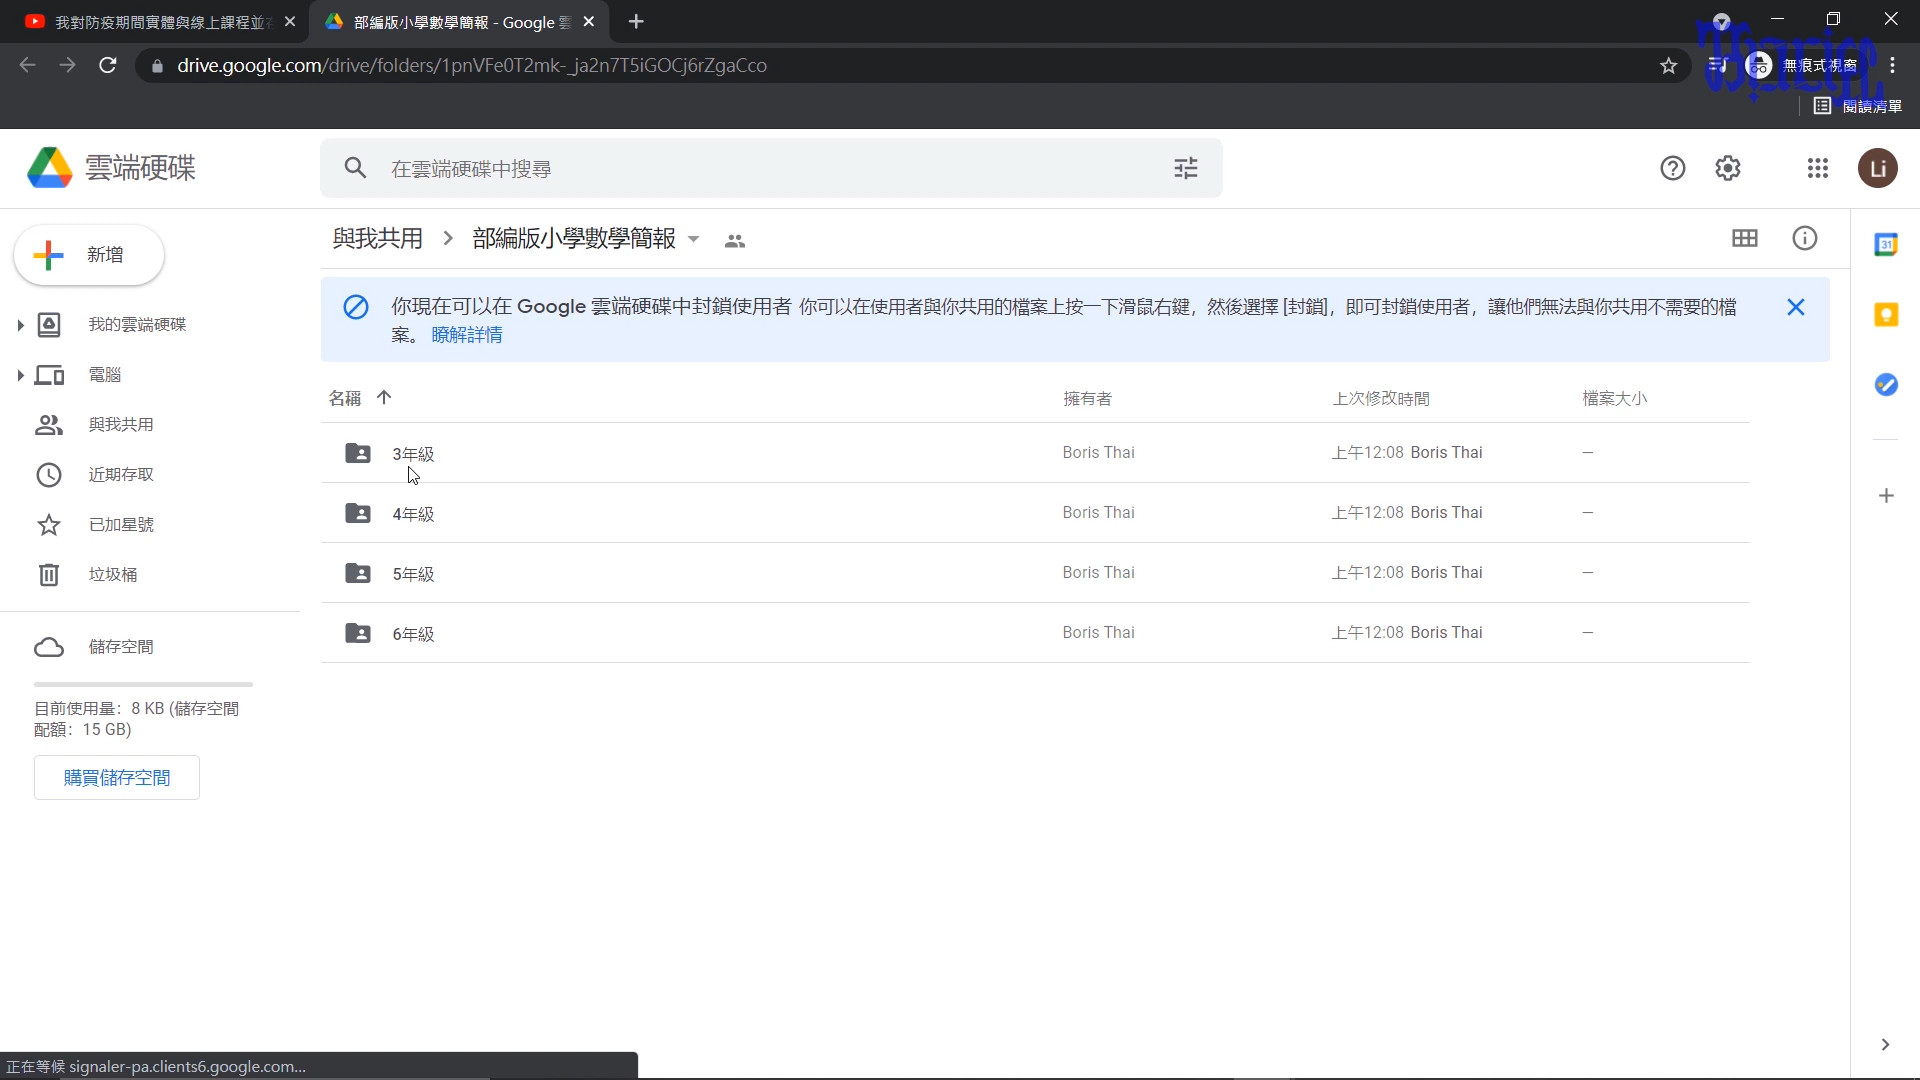 我對防疫期間實體與線上課程並存
部編版小學數學簡報 - Google 雲
drive.google.com/drive/folders/1pnVFe0T2mk-_ja2n7T5iGOCj6rZgaCco
無痕式視窗
閱讀清單
雲端硬碟
在雲端硬碟中搜尋
Li
新增
與我共用
部編版小學數學簡報
31
你現在可以在 Google 雲端硬碟中封鎖使用者 你可以在使用者與你共用的檔案上按一下滑鼠右鍵，然後選擇 [封鎖]，即可封鎖使用者，讓他們無法與你共用不需要的檔
案。 瞭解詳情
我的雲端硬碟
電腦
與我共用
近期存取
已加星號
垃圾桶
儲存空間
目前使用量：8 KB (儲存空間
配額：15 GB)
購買儲存空間
名稱 擁有者 上次修改時間 檔案大小
3年級 Boris Thai 上午12:08 Boris Thai –
4年級 Boris Thai 上午12:08 Boris Thai –
5年級 Boris Thai 上午12:08 Boris Thai –
6年級 Boris Thai 上午12:08 Boris Thai –
正在等候 signaler-pa.clients6.google.com...